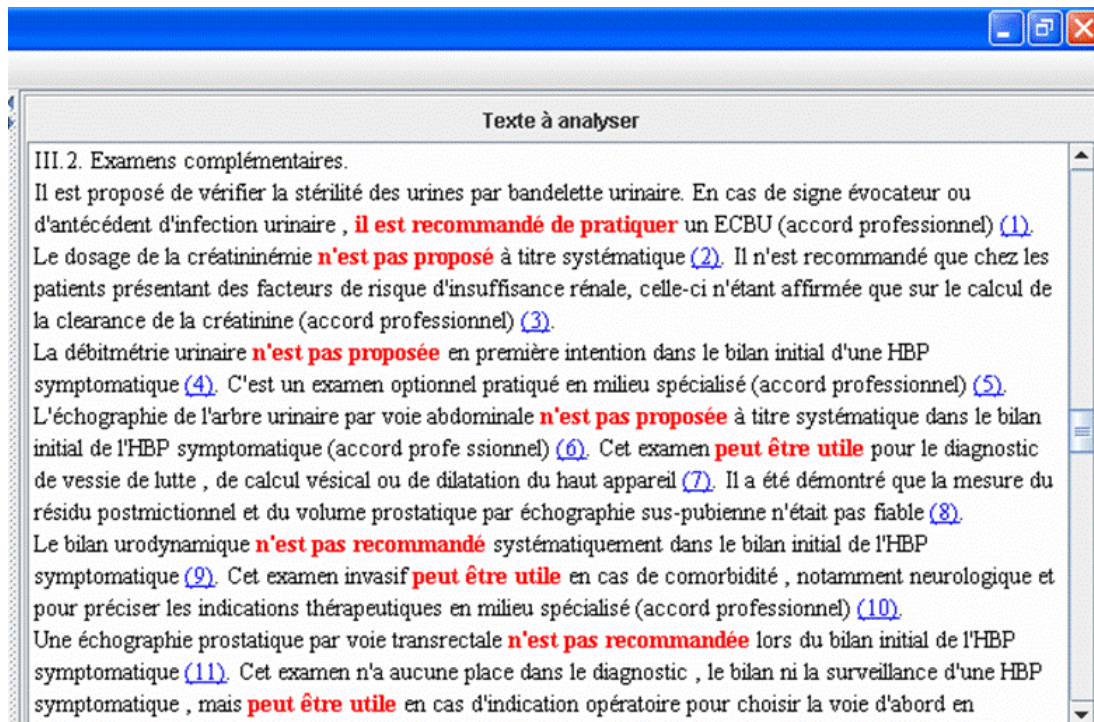 Texte à analyser
III.2. Examens complémentaires.
Il est proposé de vérifier la stérilité des urines par bandelette urinaire. En cas de signe évocateur ou
d'antécédent d'infection urinaire , il est recommandé de pratiquer un ECBU (accord professionnel) (1).
Le dosage de la créatininémie n'est pas proposé à titre systématique (2). Il n'est recommandé que chez les
patients présentant des facteurs de risque d'insuffisance rénale, celle-ci n'étant affirmée que sur le calcul de
la clearance de la créatinine (accord professionnel) (3).
La débitmétrie urinaire n'est pas proposée en première intention dans le bilan initial d'une HBP
symptomatique (4). C'est un examen optionnel pratiqué en milieu spécialisé (accord professionnel) (5).
L'échographie de l'arbre urinaire par voie abdominale n'est pas proposée à titre systématique dans le bilan
initial de l'HBP symptomatique (accord profe ssionnel) (6). Cet examen peut être utile pour le diagnostic
de vessie de lutte , de calcul vésical ou de dilatation du haut appareil (7). Il a été démontré que la mesure du
résidu postmictionnel et du volume prostatique par échographie sus-pubienne n'était pas fiable (8).
Le bilan urodynamique n'est pas recommandé systématiquement dans le bilan initial de l'HBP
symptomatique (9). Cet examen invasif peut être utile en cas de comorbidité , notamment neurologique et
pour préciser les indications thérapeutiques en milieu spécialisé (accord professionnel) (10).
Une échographie prostatique par voie transrectale n'est pas recommandée lors du bilan initial de l'HBP
symptomatique (11). Cet examen n'a aucune place dans le diagnostic , le bilan ni la surveillance d'une HBP
symptomatique , mais peut être utile en cas d'indication opératoire pour choisir la voie d'abord en